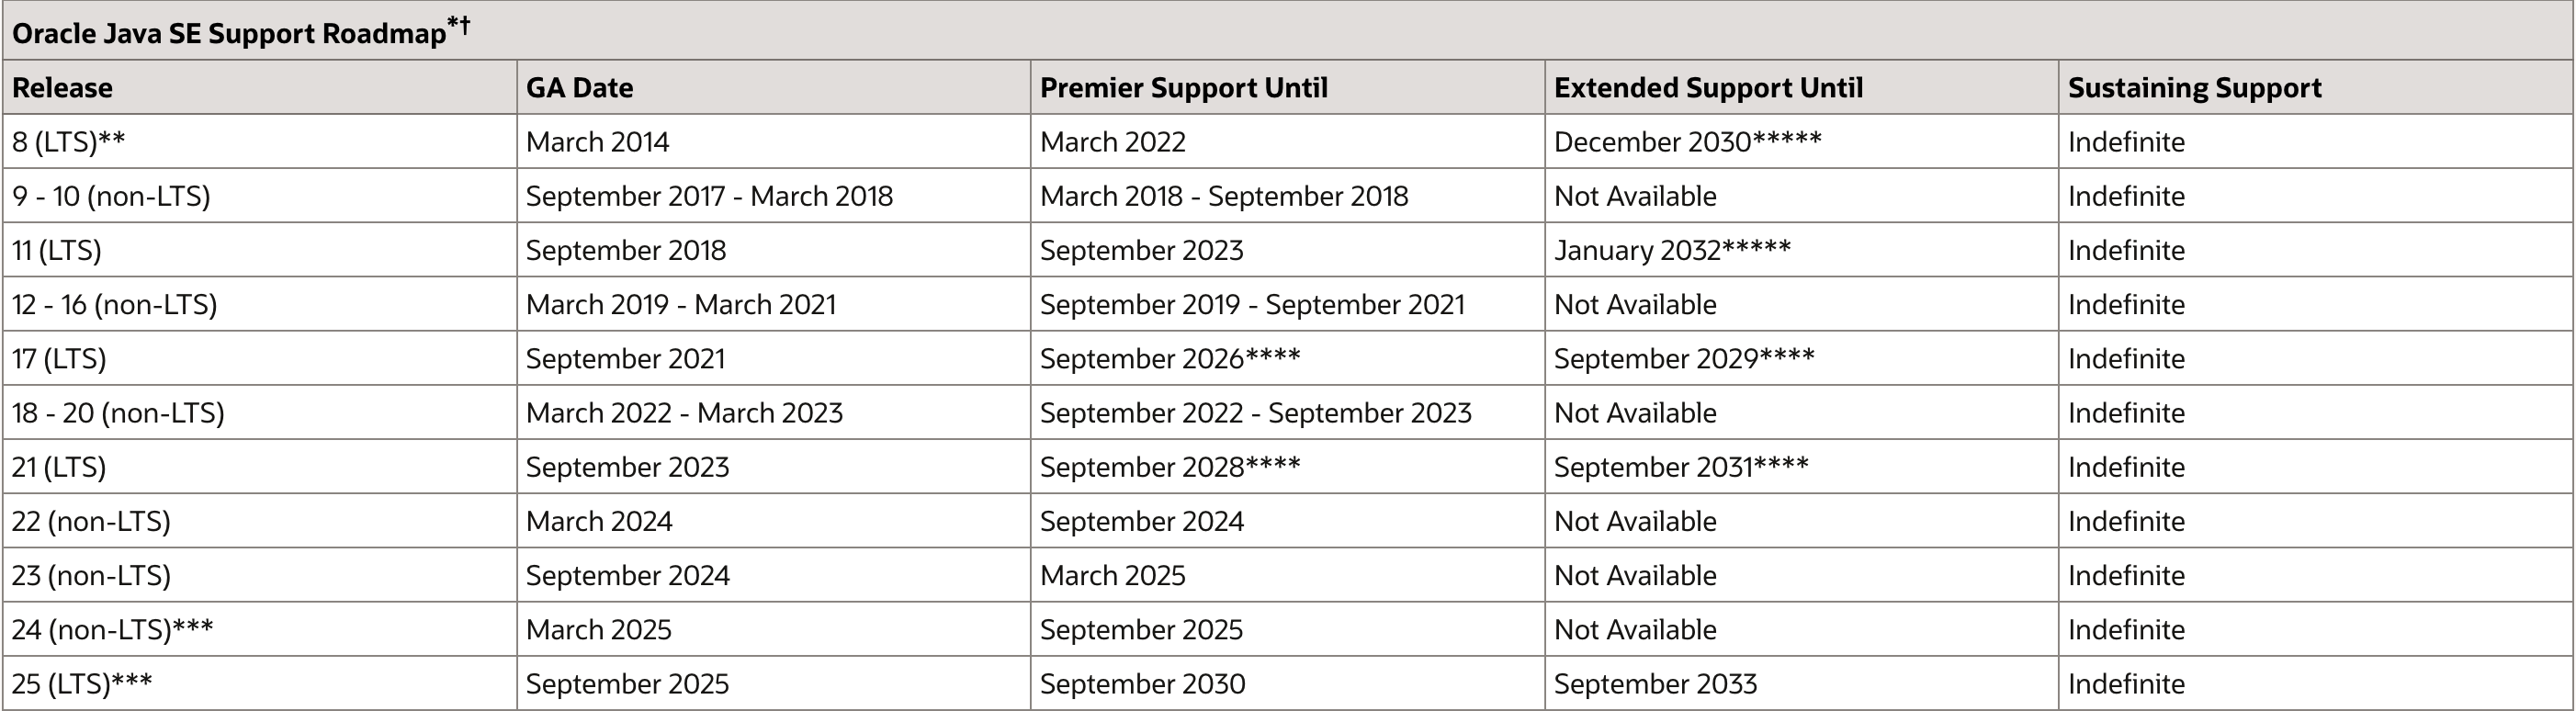 Oracle Java SE Support Roadmap*†
Release GA Date Premier Support Until Extended Support Until Sustaining Support
8 (LTS)** March 2014 March 2022 December 2030***** Indefinite
9 - 10 (non-LTS) September 2017 - March 2018 March 2018 - September 2018 Not Available Indefinite
11 (LTS) September 2018 September 2023 January 2032***** Indefinite
12 - 16 (non-LTS) March 2019 - March 2021 September 2019 - September 2021 Not Available Indefinite
17 (LTS) September 2021 September 2026**** September 2029**** Indefinite
18 - 20 (non-LTS) March 2022 - March 2023 September 2022 - September 2023 Not Available Indefinite
21 (LTS) September 2023 September 2028**** September 2031**** Indefinite
22 (non-LTS) March 2024 September 2024 Not Available Indefinite
23 (non-LTS) September 2024 March 2025 Not Available Indefinite
24 (non-LTS)*** March 2025 September 2025 Not Available Indefinite
25 (LTS)*** September 2025 September 2030 September 2033 Indefinite